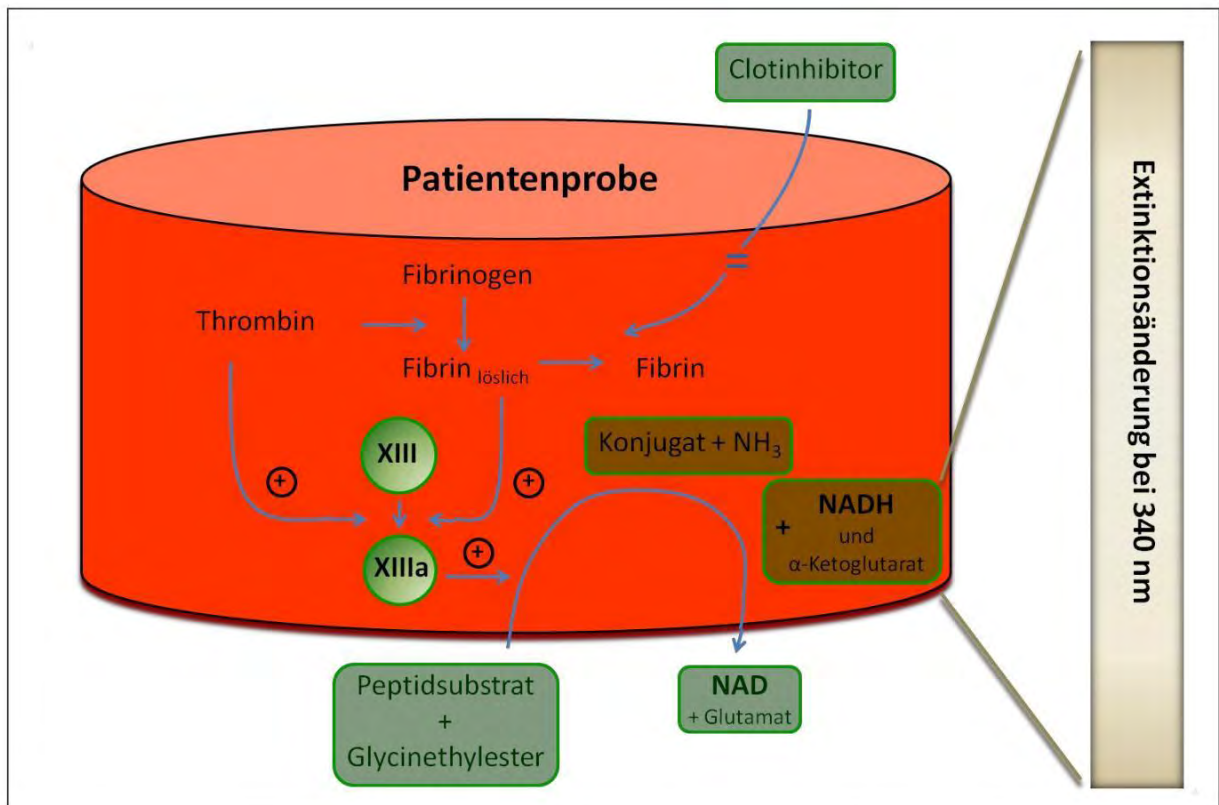 Clotinhibitor
Patientenprobe
Fibrinogen
Thrombin
Fibrin löslich
Fibrin
XIII
Konjugat + NH₃
+
+
+ NADH
und
α-Ketoglutarat
XIIIa
+
Peptidsubstrat
+
Glycinethylester
NAD
+ Glutamat
Extinktionsänderung bei 340 nm